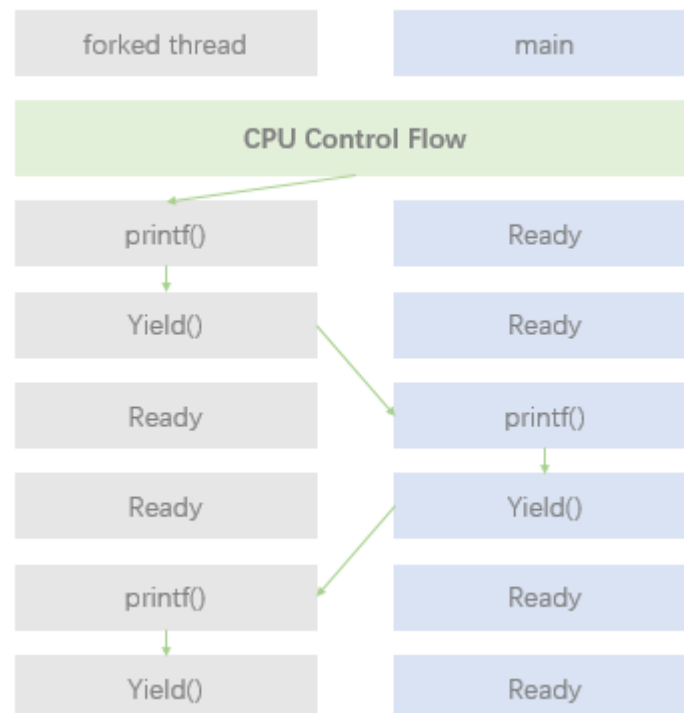 forked thread
main
CPU Control Flow
printf()
Ready
Yield()
Ready
Ready
printf()
Ready
Yield()
printf()
Ready
Yield()
Ready